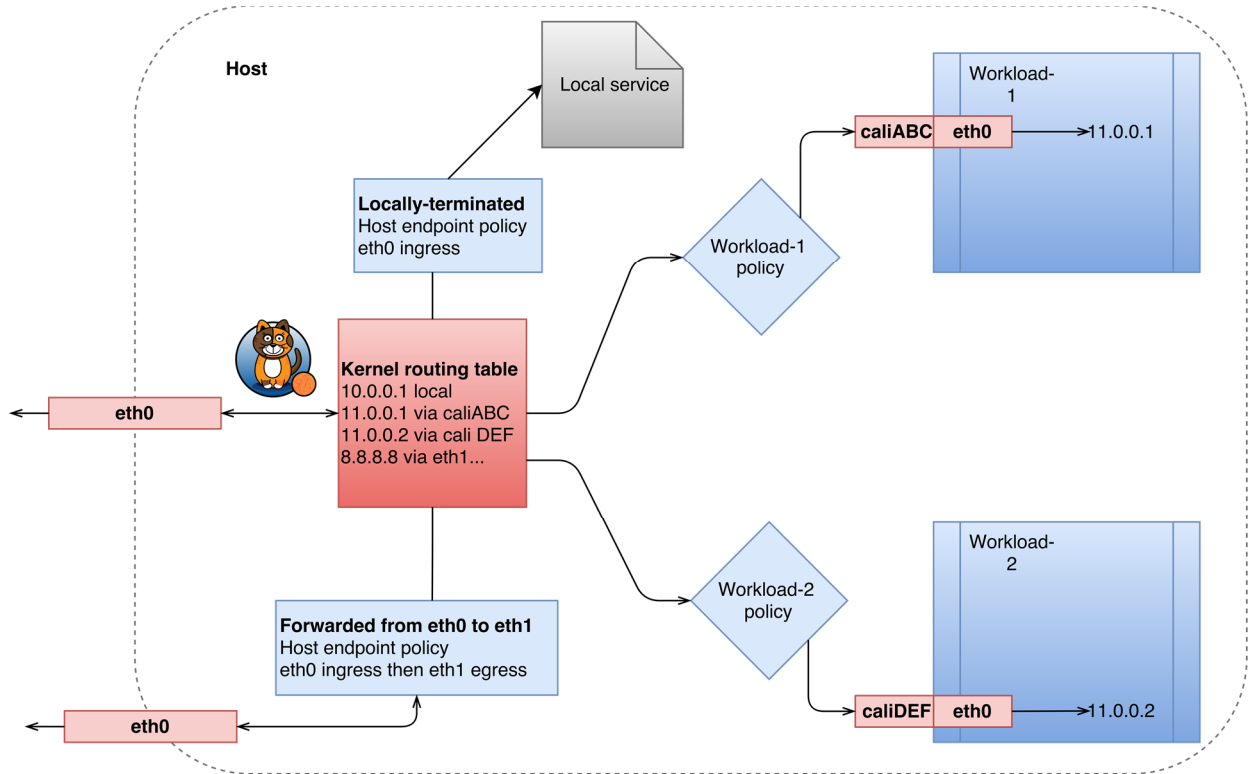 Host
Local service
Locally-terminated
Host endpoint policy
eth0 ingress
Kernel routing table
10.0.0.1 local
11.0.0.1 via caliABC
11.0.0.2 via cali DEF
8.8.8.8 via eth1...
eth0
Forwarded from eth0 to eth1
Host endpoint policy
eth0 ingress then eth1 egress
eth0
Workload-1
policy
Workload-
1
caliABC
eth0
11.0.0.1
Workload-2
policy
Workload-
2
caliDEF
eth0
11.0.0.2